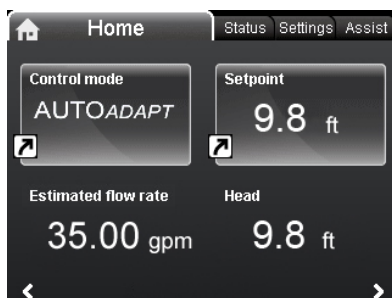 Home Status Settings Assist
Control mode Setpoint
AUTOADAPT 9.8 ft
Estimated flow rate Head
35.00 gpm 9.8 ft